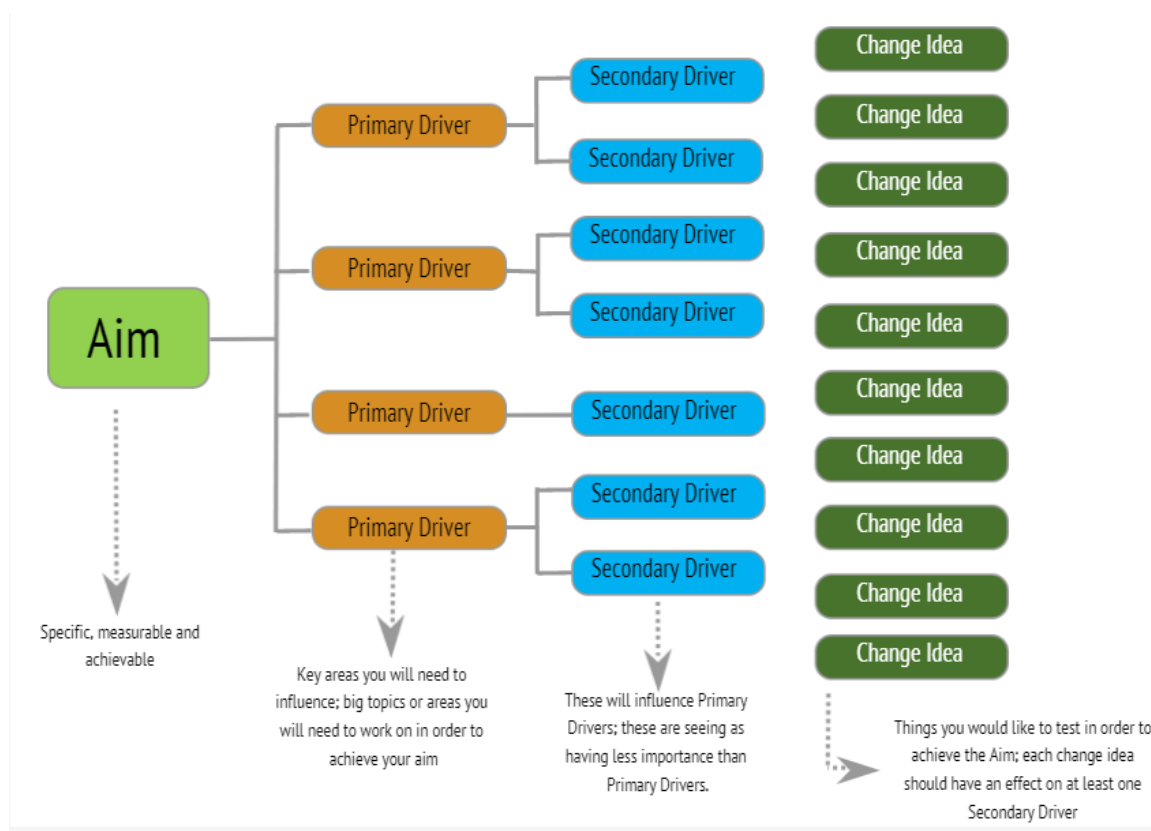 Aim
Specific, measurable and
achievable
Primary Driver
Primary Driver
Primary Driver
Primary Driver
Key areas you will need to
influence; big topics or areas you
will need to work on in order to
achieve your aim
Secondary Driver
Secondary Driver
Secondary Driver
Secondary Driver
Secondary Driver
Secondary Driver
Secondary Driver
These will influence Primary
Drivers; these are seeing as
having less importance than
Primary Drivers.
Change Idea
Change Idea
Change Idea
Change Idea
Change Idea
Change Idea
Change Idea
Change Idea
Change Idea
Change Idea
Things you would like to test in order to
achieve the Aim; each change idea
should have an effect on at least one
Secondary Driver